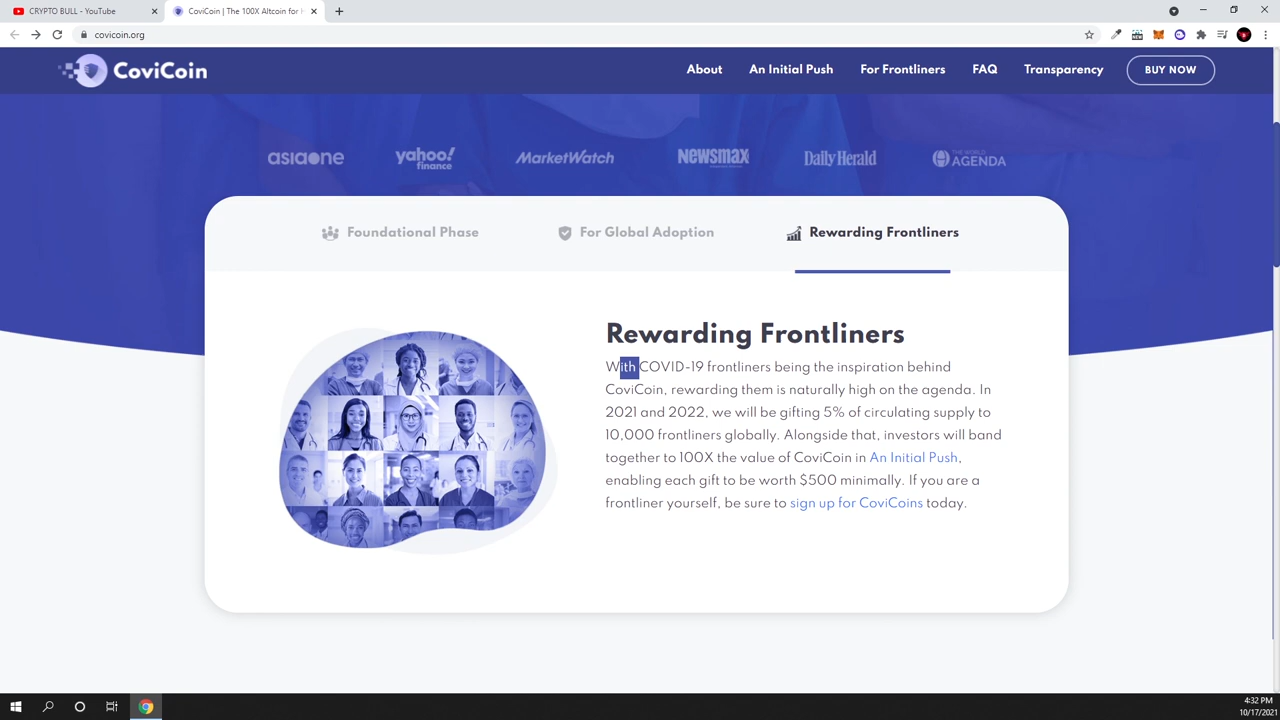 CRYPTO BULL - YouTube
CoviCoin | The 100X Altcoin for H
covicoin.org
CoviCoin
About
An Initial Push
For Frontliners
FAQ
Transparency
BUY NOW
asiaone
yahoo!
finance
MarketWatch
Newsmax
Daily Herald
THE WORLD
AGENDA
Foundational Phase
For Global Adoption
Rewarding Frontliners
Rewarding Frontliners
With COVID-19 frontliners being the inspiration behind
CoviCoin, rewarding them is naturally high on the agenda. In
2021 and 2022, we will be gifting 5% of circulating supply to
10,000 frontliners globally. Alongside that, investors will band
together to 100X the value of CoviCoin in An Initial Push,
enabling each gift to be worth $500 minimally. If you are a
frontliner yourself, be sure to sign up for CoviCoins today.
4:32 PM
10/17/2021